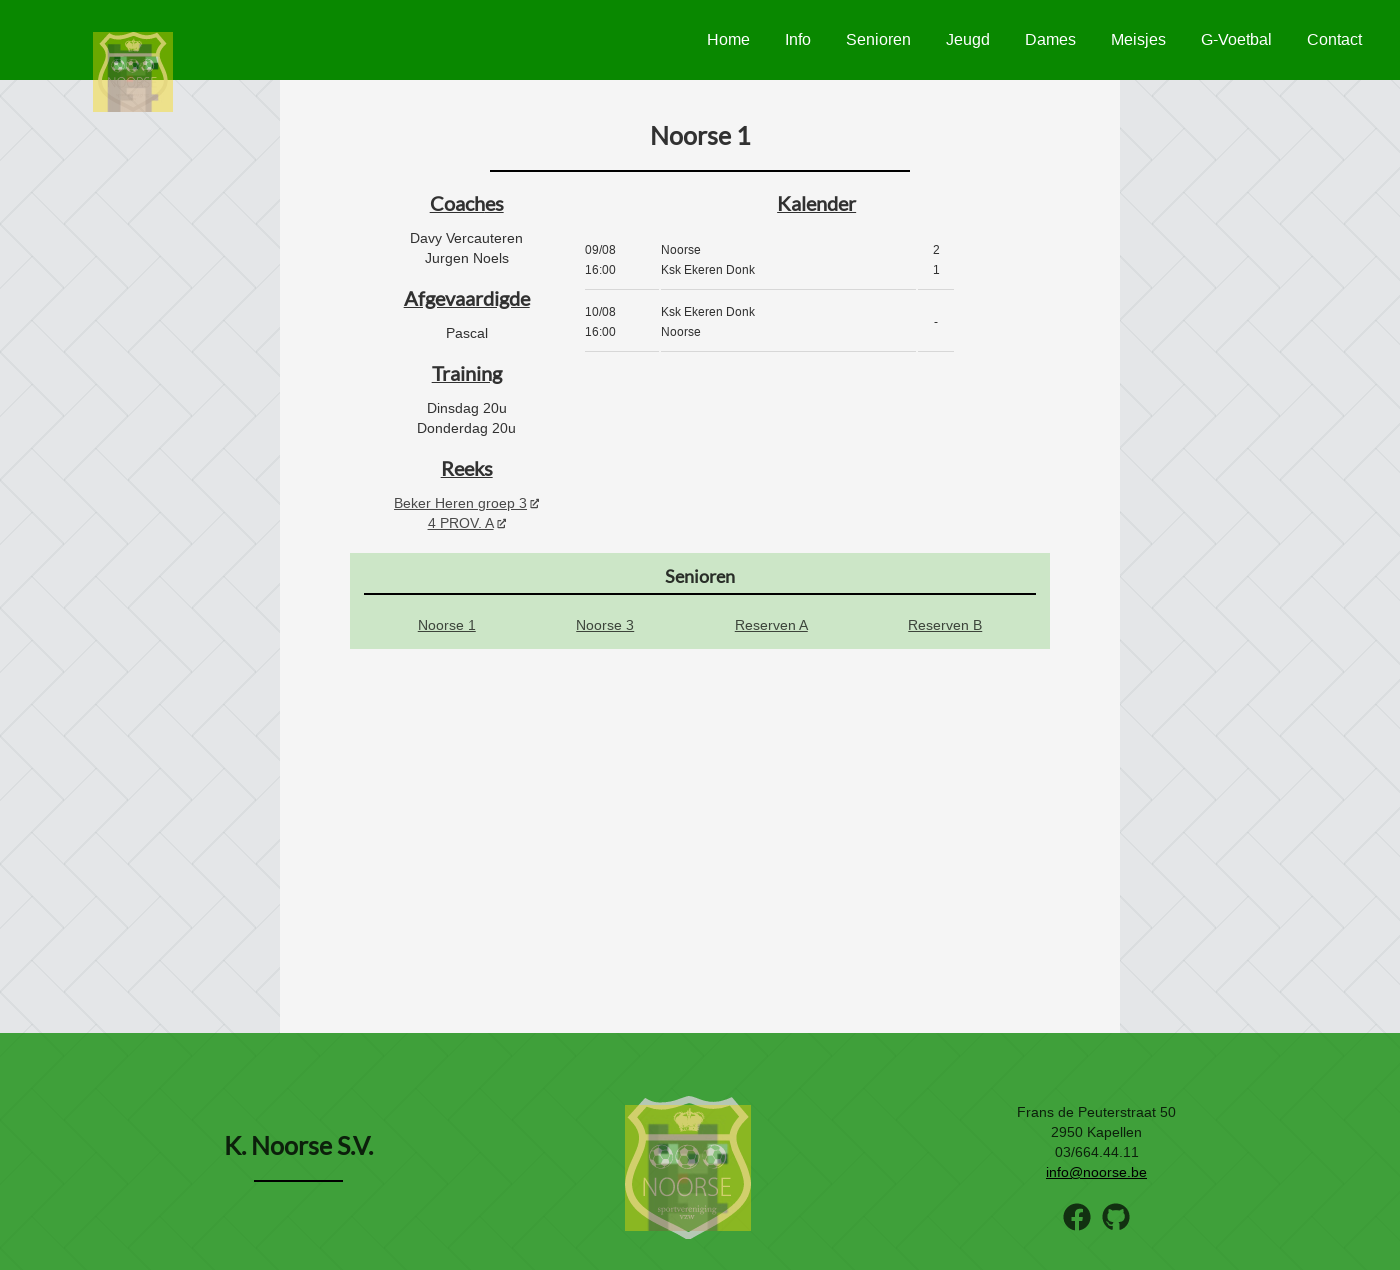 NOORSE
Home Info Senioren Jeugd Dames Meisjes G-Voetbal Contact
Noorse 1
Coaches
Davy Vercauteren
Jurgen Noels
Afgevaardigde
Pascal
Training
Dinsdag 20u
Donderdag 20u
Reeks
Beker Heren groep 3
4 PROV. A
Kalender
09/08 Noorse 2
16:00 Ksk Ekeren Donk 1
10/08 Ksk Ekeren Donk -
16:00 Noorse
Senioren
Noorse 1 Noorse 3 Reserven A Reserven B
K. Noorse S.V.
NOORSE
sportvereniging
vzw
Frans de Peuterstraat 50
2950 Kapellen
03/664.44.11
info@noorse.be